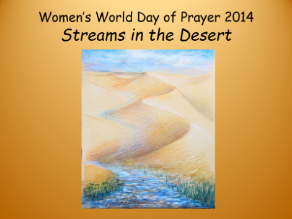 Women's World Day of Prayer 2014
Streams in the Desert